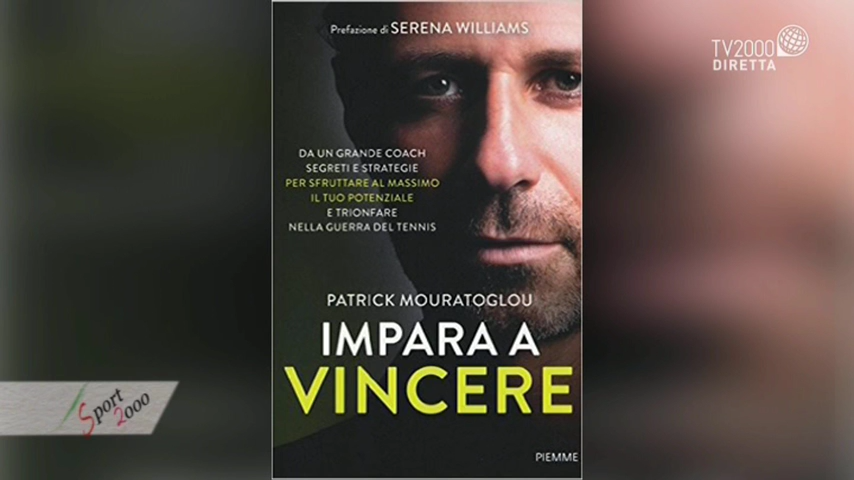 Prefazione di SERENA WILLIAMS
TV2000
DIRETTA
DA UN GRANDE COACH
SEGRETI E STRATEGIE
PER SFRUTTARE AL MASSIMO
IL TUO POTENZIALE
E TRIONFARE
NELLA GUERRA DEL TENNIS
PATRICK MOURATOGLOU
IMPARA A
VINCERE
Sport
2000
PIEMME